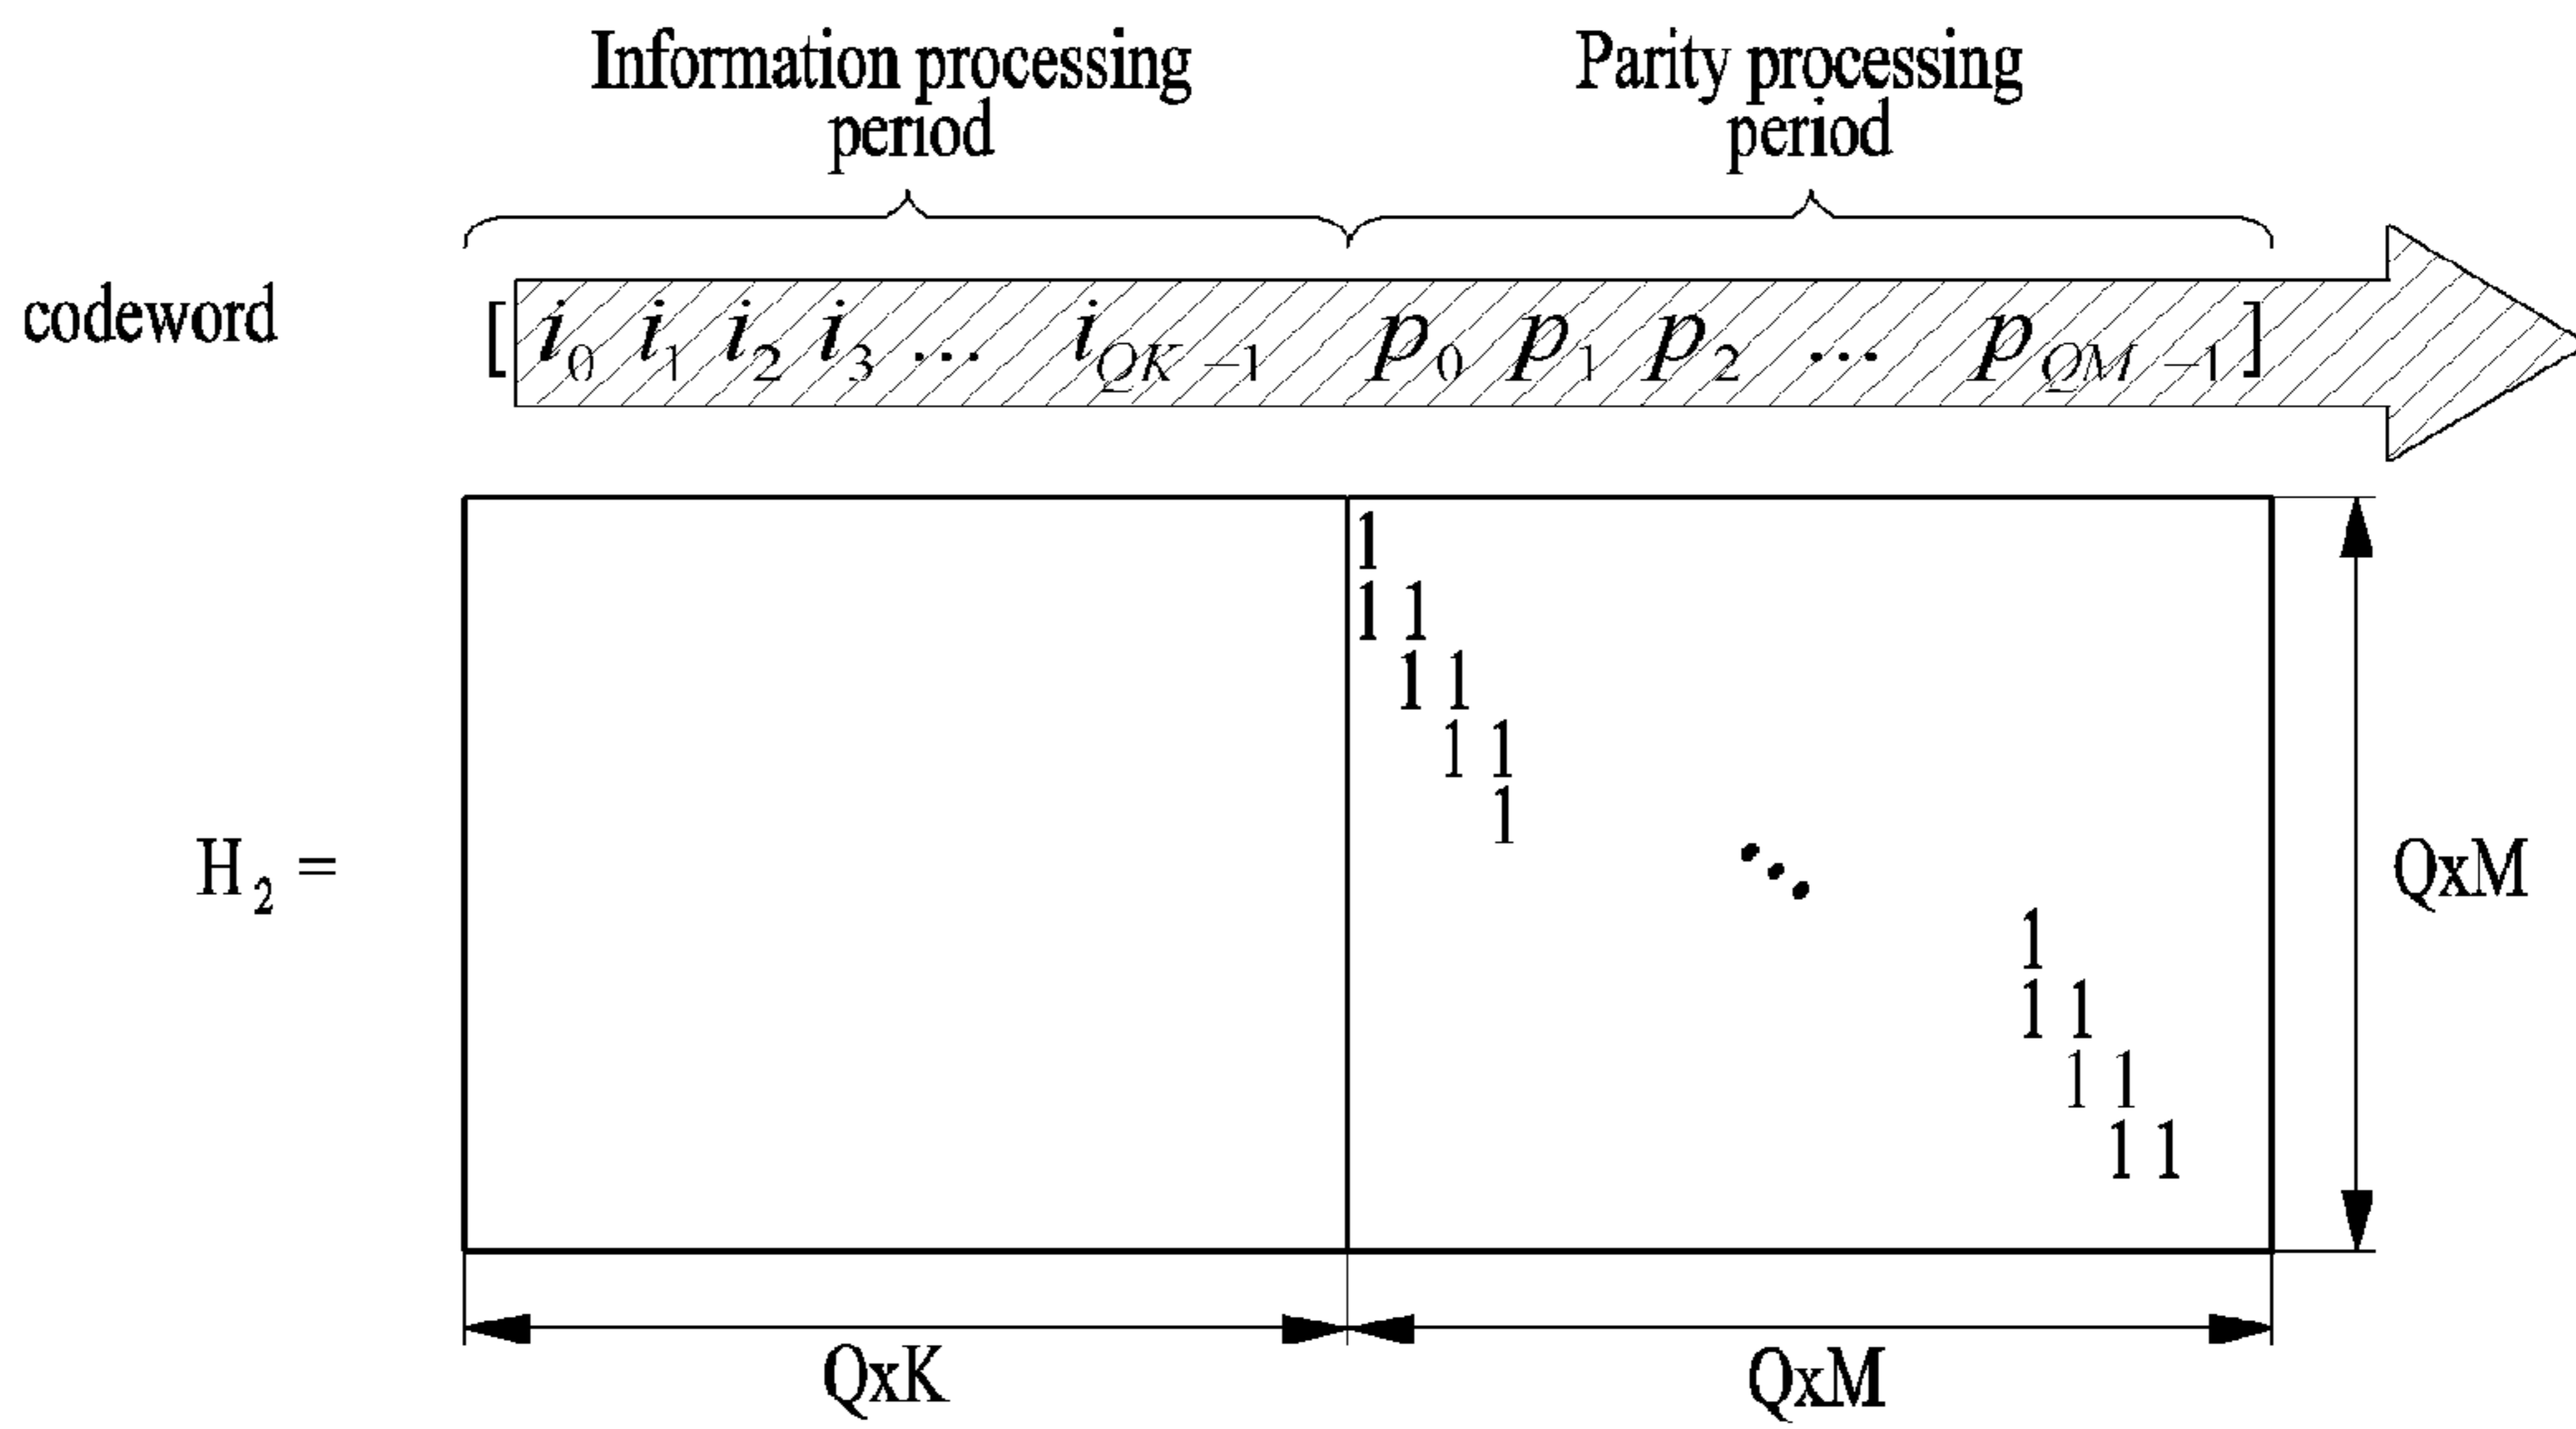 Information processing period
Parity processing period
codeword [ i0 i1 i2 i3 ... iQK−1 p0 p1 p2 ... pQM−1 ]
1
1 1
1 1
1 1
1
1
1 1
1 1
1 1
H2 =
QxM
QxK
QxM